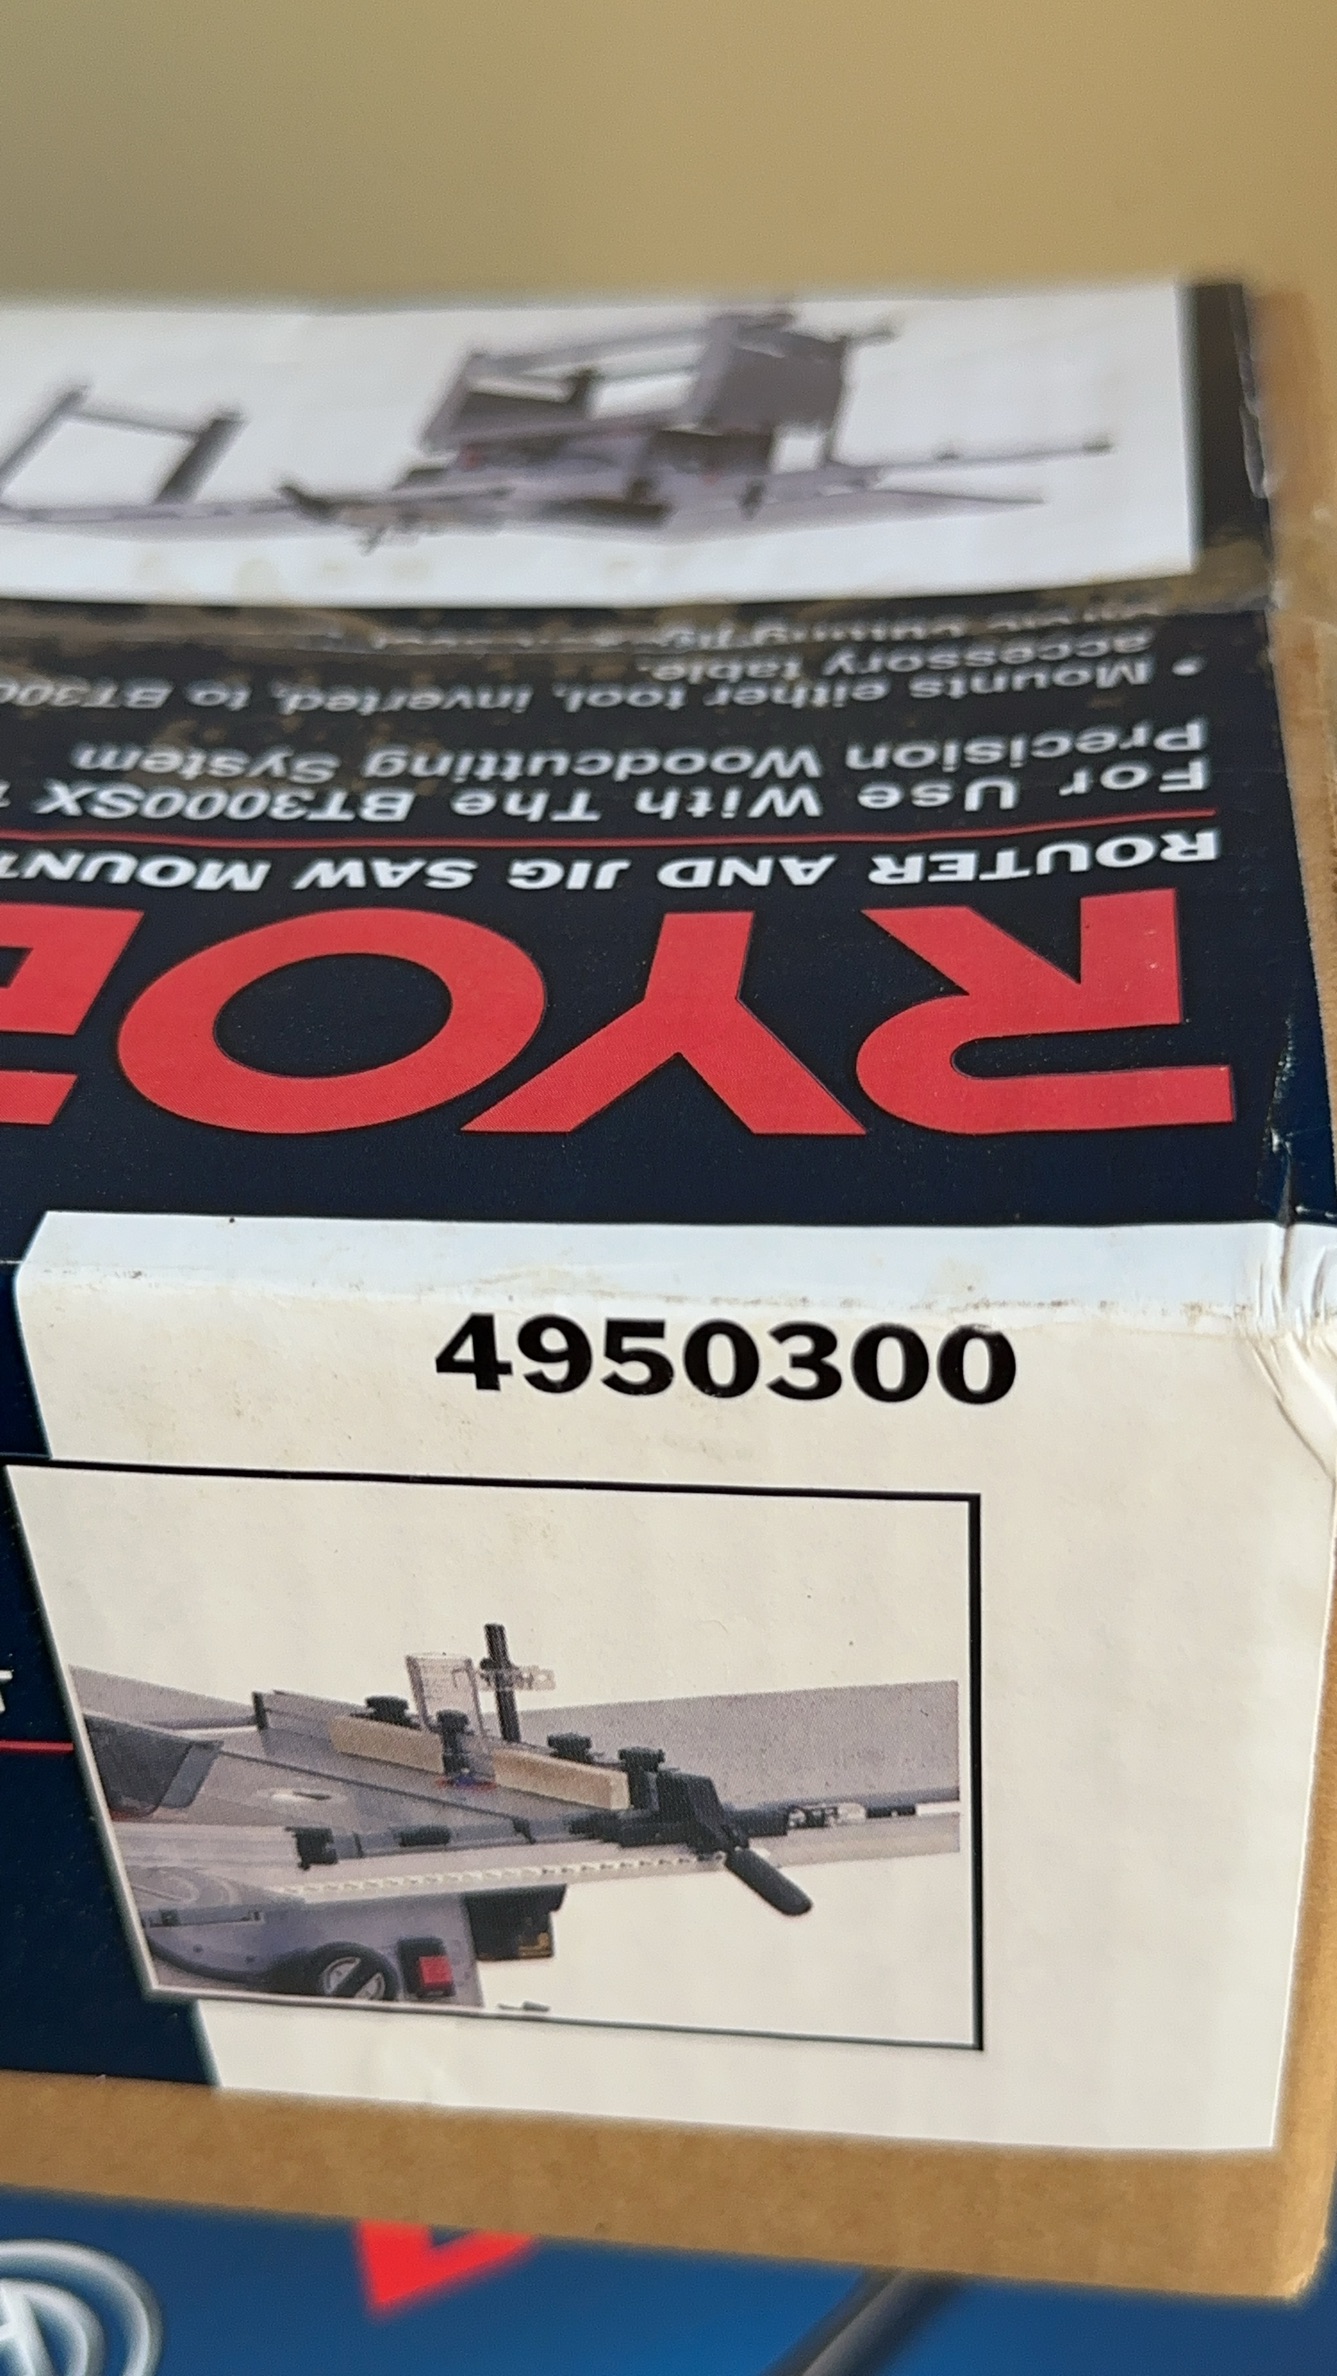 RYOB
ROUTER AND JIG SAW MOUNT
For Use With The BT3000SX
Precision Woodcutting System
• Mounts either tool, inverted, to BT300
accessory table.
4950300
T